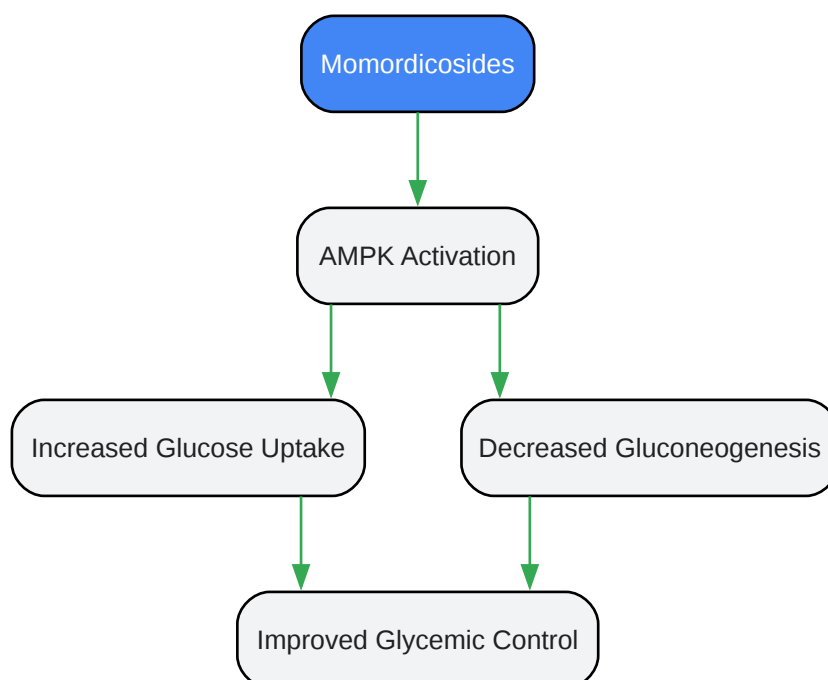 Momordicosides
AMPK Activation
Increased Glucose Uptake
Decreased Gluconeogenesis
Improved Glycemic Control